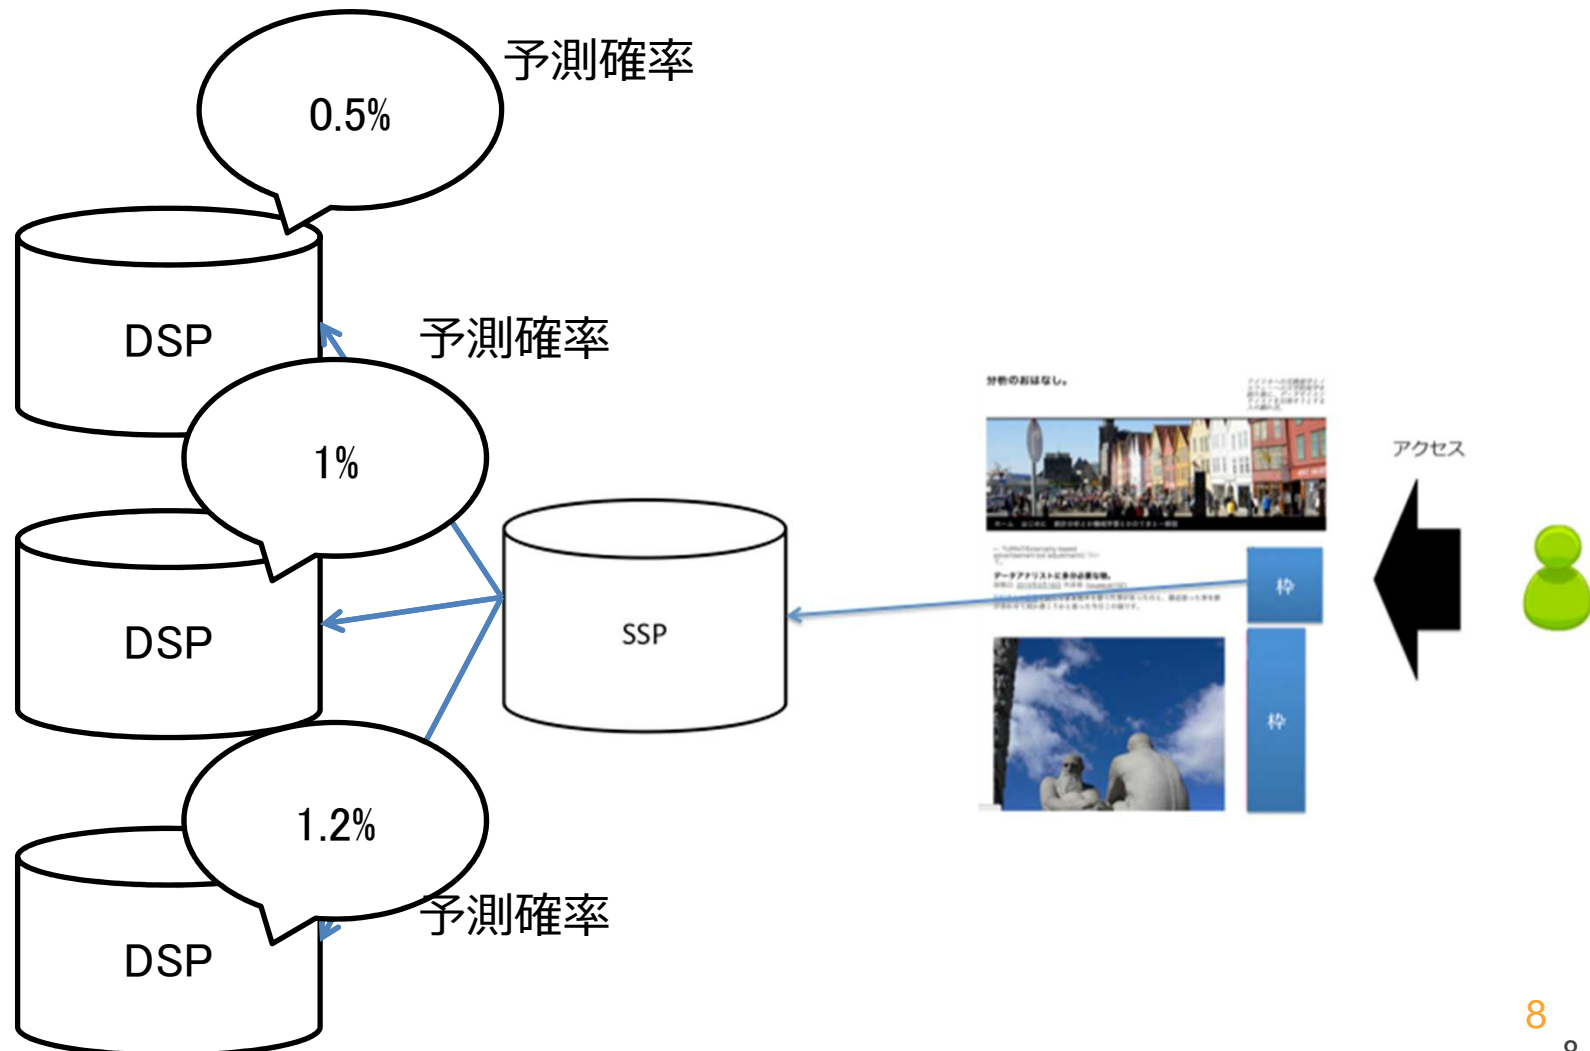 予測確率
0.5%
DSP
予測確率
1%
DSP
1.2%
予測確率
DSP
SSP
分析のおはなし。
データアナリストに多分必要な物。
枠
枠
アクセス
8
8